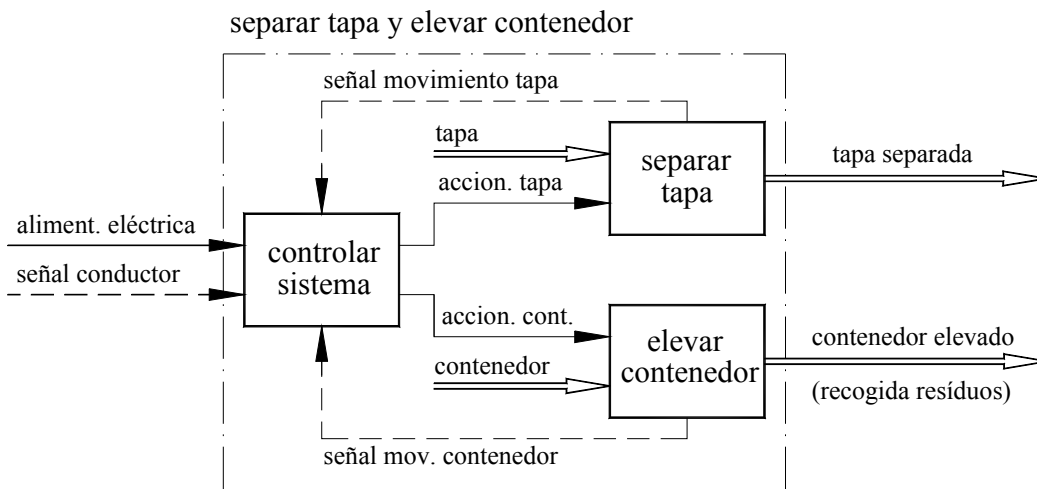 separar tapa y elevar contenedor
señal movimiento tapa
tapa
separar
tapa
tapa separada
accion. tapa
aliment. eléctrica
controlar
sistema
señal conductor
accion. cont.
elevar
contenedor
contenedor elevado
contenedor
(recogida resíduos)
señal mov. contenedor